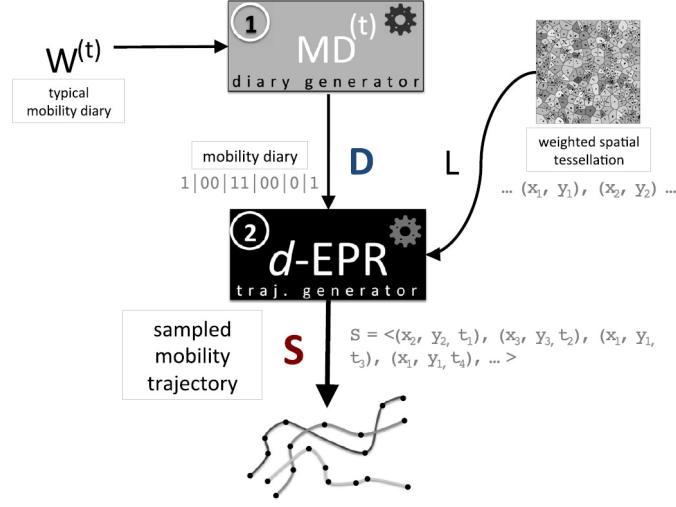 1
MD(t)
diary generator
W(t)
typical
mobility diary
mobility diary
D
1|00|11|00|0|1
L
weighted spatial
tessellation
... (x1, y1), (x2, y2) ...
2
d-EPR
traj. generator
sampled
mobility
trajectory
S
S = <(x2, y2, t1), (x3, y3, t2), (x1, y1,
t3), (x1, y1, t4), ... >